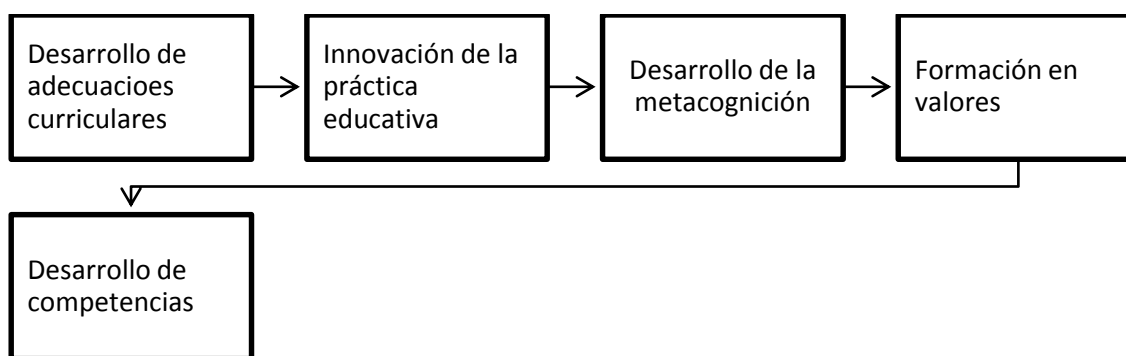 Desarrollo de
adecuacioes
curriculares
Innovación de la
práctica
educativa
Desarrollo de la
metacognición
Formación en
valores
Desarrollo de
competencias